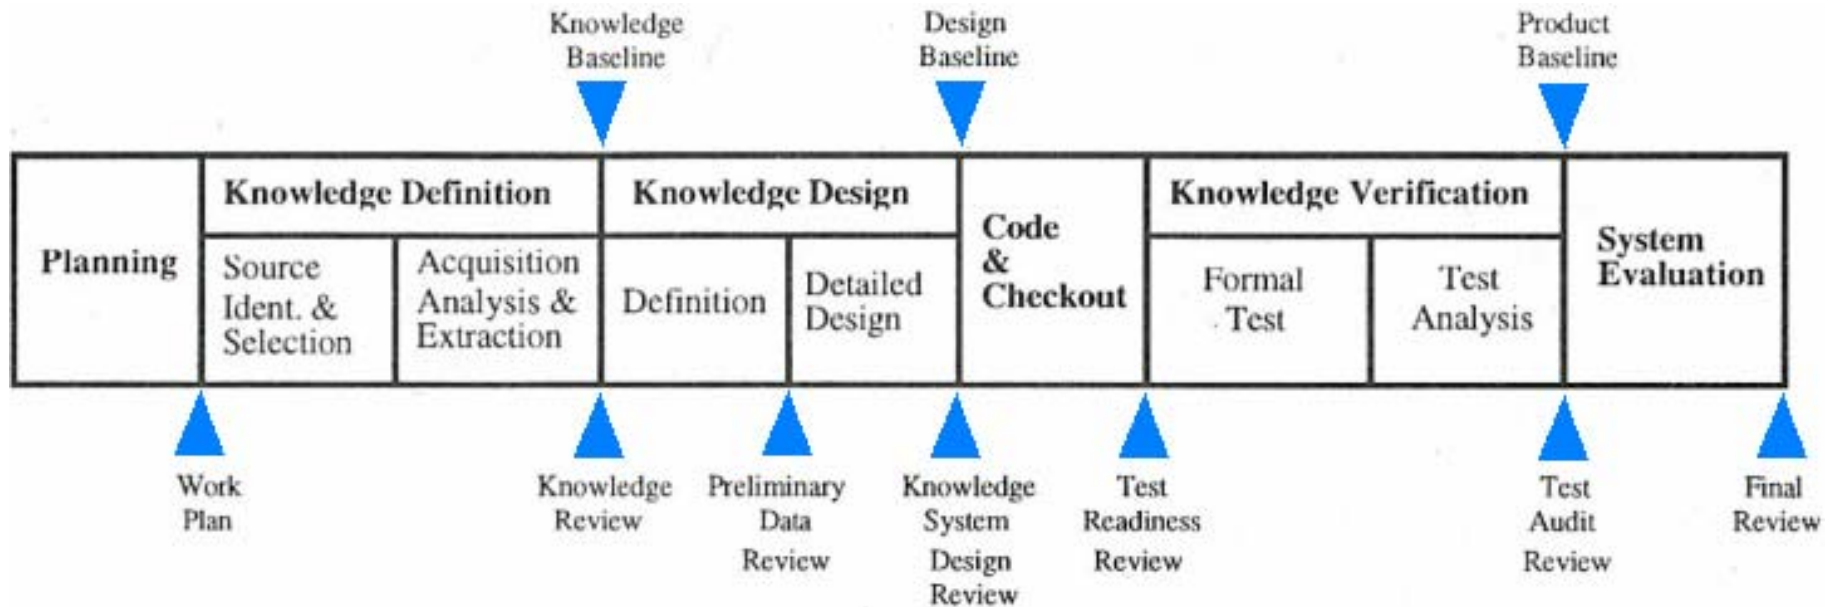 Knowledge
Baseline
Design
Baseline
Product
Baseline
Planning
Knowledge Definition
Source
Ident. &
Selection
Acquisition
Analysis &
Extraction
Knowledge Design
Definition
Detailed
Design
Code
&
Checkout
Knowledge Verification
Formal
Test
Test
Analysis
System
Evaluation
Work
Plan
Knowledge
Review
Preliminary
Data
Review
Knowledge
System
Design
Review
Test
Readiness
Review
Test
Audit
Review
Final
Review